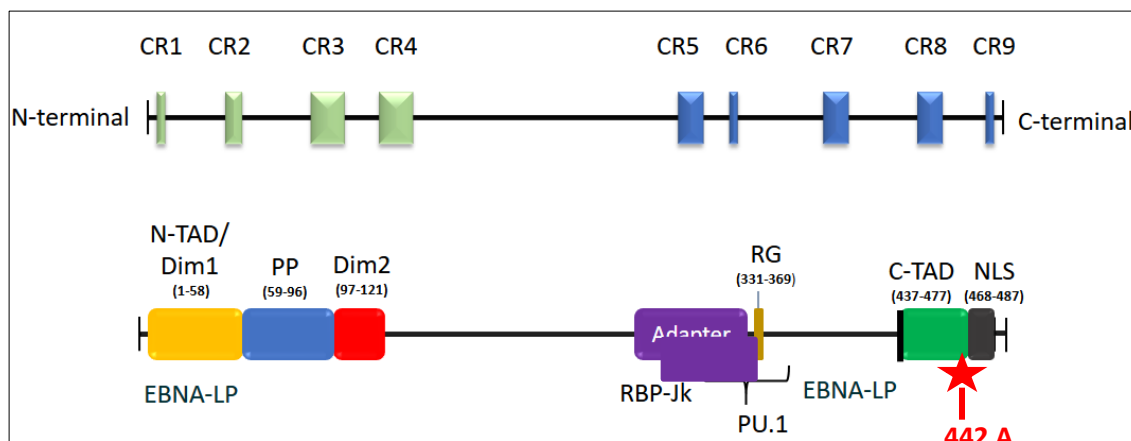 CR1 CR2 CR3 CR4 CR5 CR6 CR7 CR8 CR9
N-terminal C-terminal
N-TAD/
Dim1 PP Dim2 RG C-TAD NLS
(1-58) (59-96) (97-121) (331-369) (437-477) (468-487)
Adapter
EBNA-LP RBP-Jk EBNA-LP
PU.1
442 A